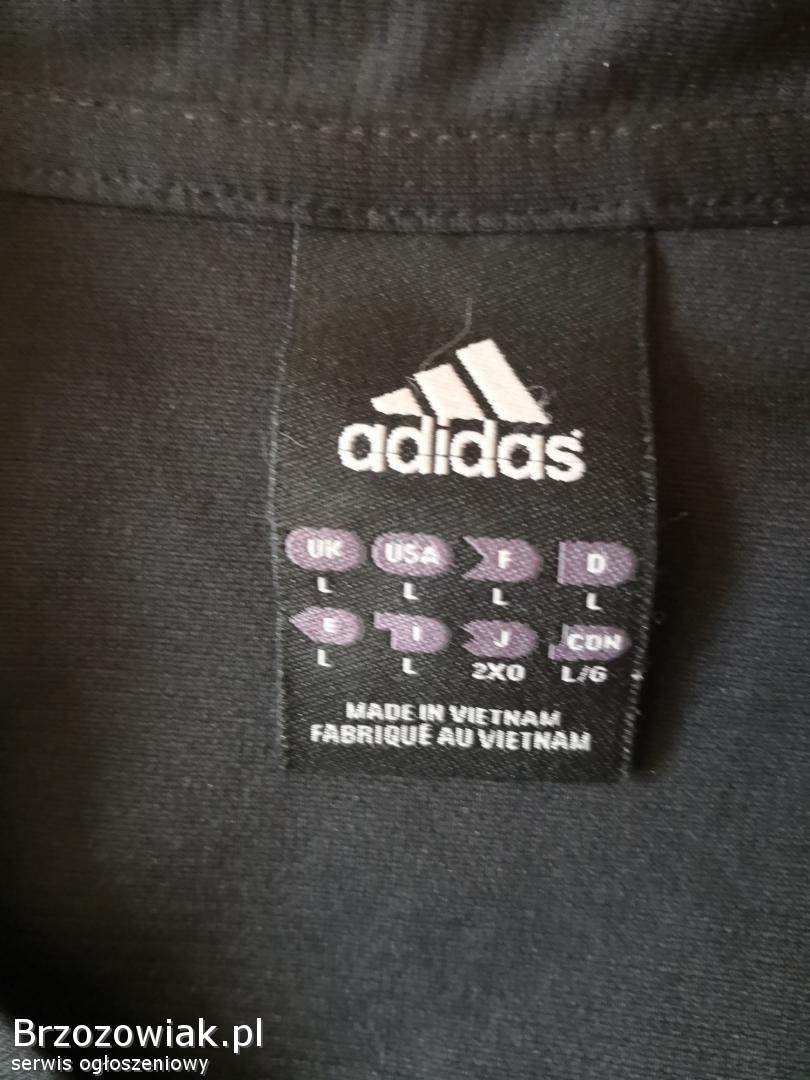 adidas
UK USA F D
L L L L
E I J CDN
L L 2XO L/G
MADE IN VIETNAM
FABRIQUÉ AU VIETNAM
Brzozowiak.pl
serwis ogłoszeniowy